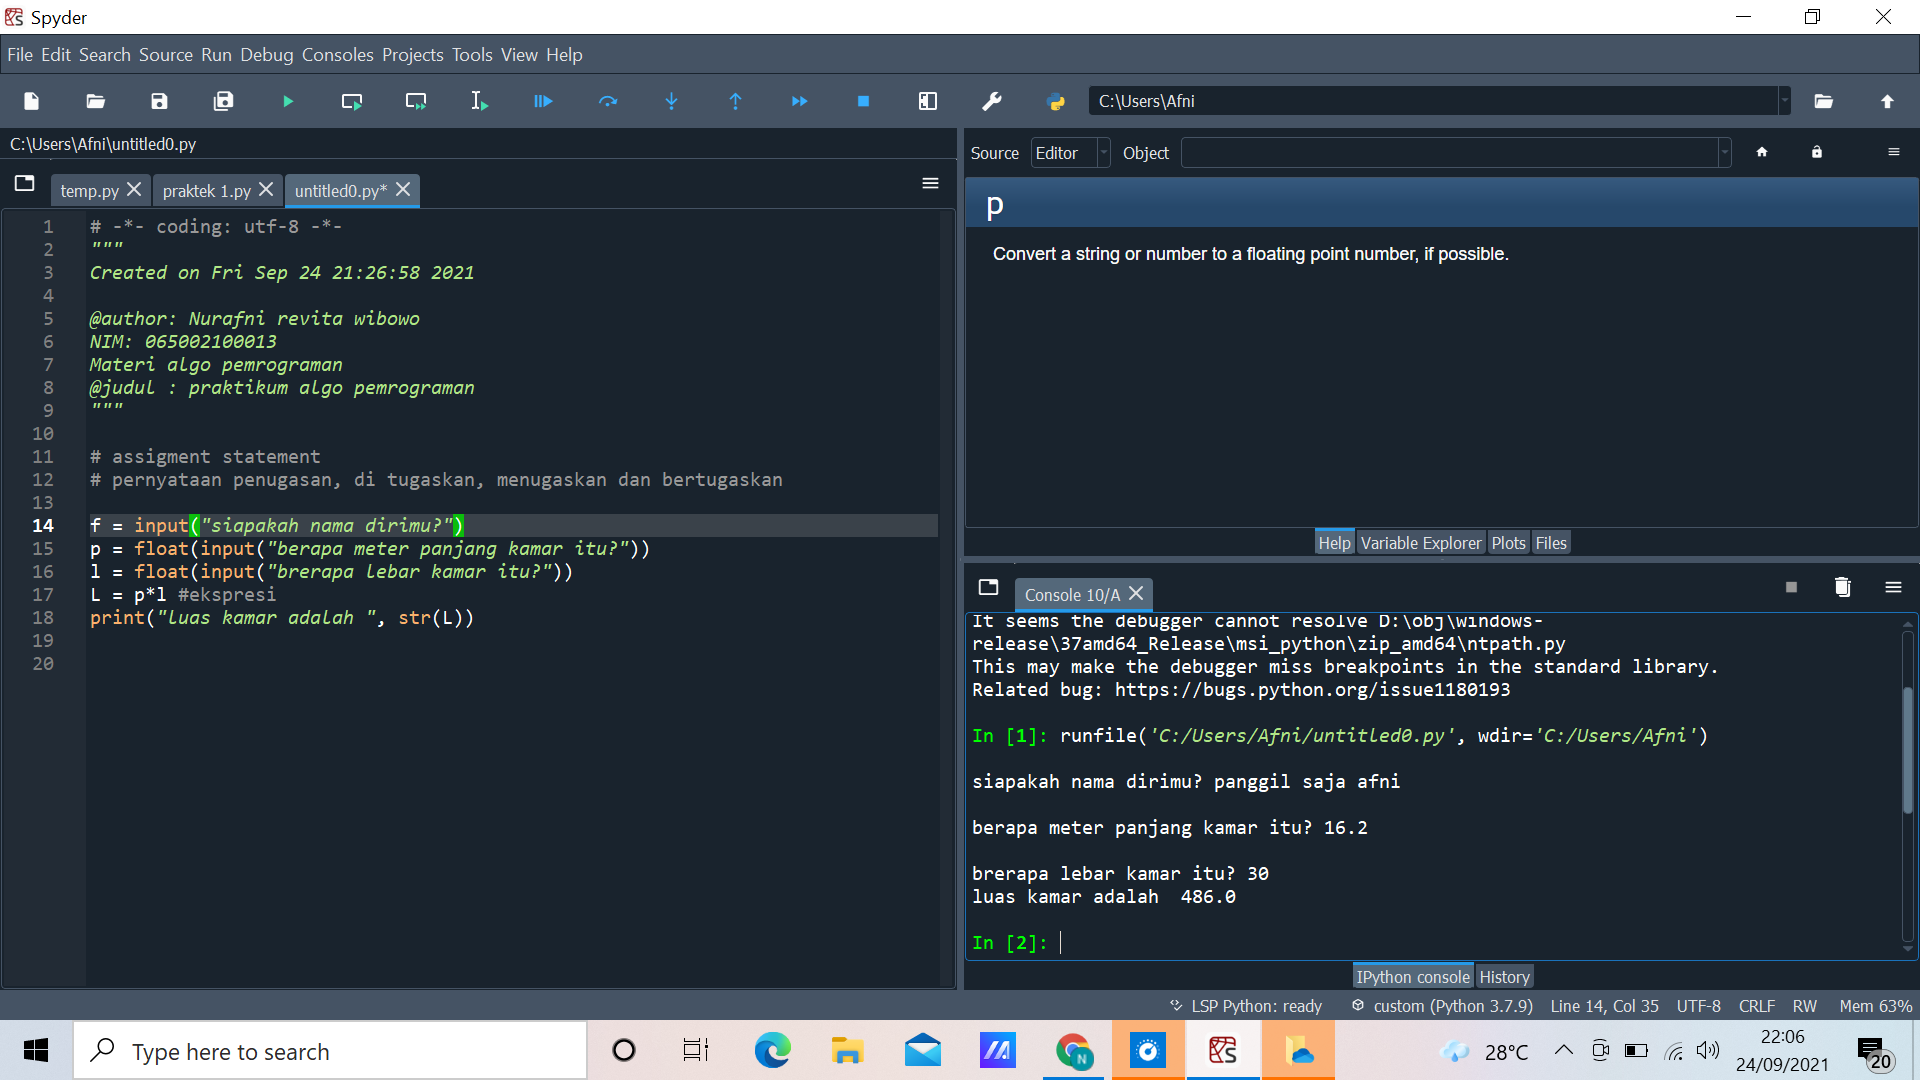 Spyder
File Edit Search Source Run Debug Consoles Projects Tools View Help
C:\Users\Afni
C:\Users\Afni\untitled0.py
temp.py praktek 1.py untitled0.py*
1 # -*- coding: utf-8 -*-
2 """
3 Created on Fri Sep 24 21:26:58 2021
4
5 @author: Nurafni revita wibowo
6 NIM: 065002100013
7 Materi algo pemrograman
8 @judul : praktikum algo pemrograman
9 """
10
11 # assigment statement
12 # pernyataan penugasan, di tugaskan, menugaskan dan bertugaskan
13
14 f = input("siapakah nama dirimu?")
15 p = float(input("berapa meter panjang kamar itu?"))
16 l = float(input("brerapa lebar kamar itu?"))
17 L = p*l #ekspresi
18 print("luas kamar adalah ", str(L))
19
20
Source Editor Object
p
Convert a string or number to a floating point number, if possible.
Help Variable Explorer Plots Files
Console 10/A
It seems the debugger cannot resolve D:\obj\windows-
release\37amd64_Release\msi_python\zip_amd64\ntpath.py
This may make the debugger miss breakpoints in the standard library.
Related bug: https://bugs.python.org/issue1180193
In [1]: runfile('C:/Users/Afni/untitled0.py', wdir='C:/Users/Afni')
siapakah nama dirimu? panggil saja afni
berapa meter panjang kamar itu? 16.2
brerapa lebar kamar itu? 30
luas kamar adalah  486.0
In [2]:
IPython console History
LSP Python: ready custom (Python 3.7.9) Line 14, Col 35 UTF-8 CRLF RW Mem 63%
Type here to search
N
28°C
22:06
24/09/2021
20